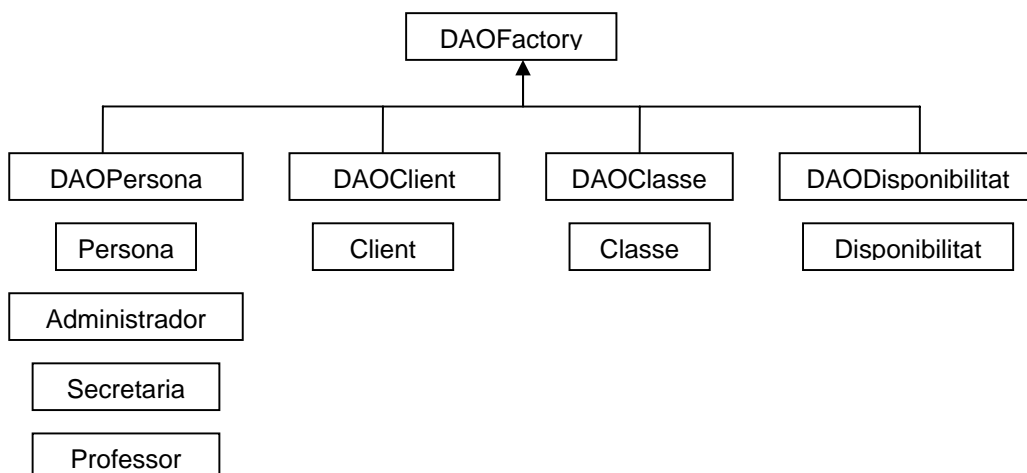 DAOFactory
DAOPersona
DAOClient
DAOClasse
DAODisponibilitat
Persona
Client
Classe
Disponibilitat
Administrador
Secretaria
Professor